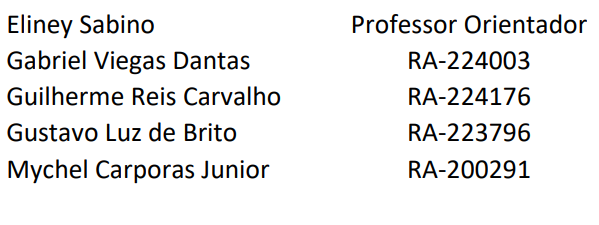 Eliney Sabino Professor Orientador
Gabriel Viegas Dantas RA-224003
Guilherme Reis Carvalho RA-224176
Gustavo Luz de Brito RA-223796
Mychel Carporas Junior RA-200291